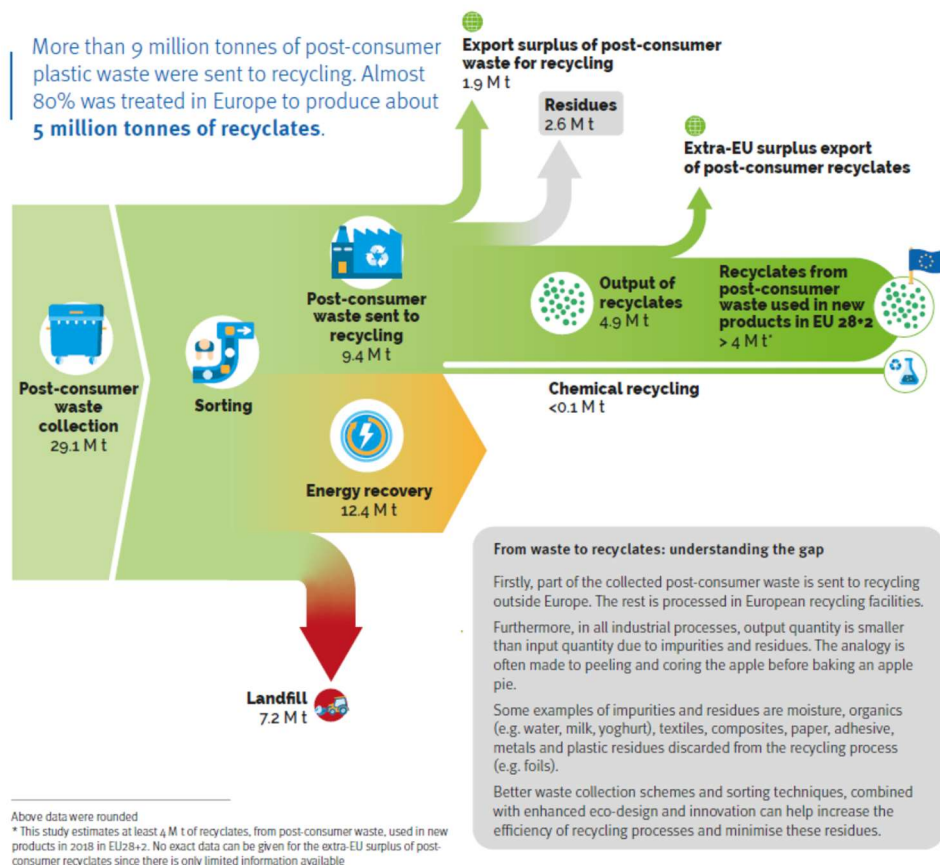 More than 9 million tonnes of post-consumer
plastic waste were sent to recycling. Almost
80% was treated in Europe to produce about
5 million tonnes of recyclates.
Export surplus of post-consumer
waste for recycling
1.9 M t
Residues
2.6 M t
Extra-EU surplus export
of post-consumer recyclates
Post-consumer
waste
collection
29.1 M t
Sorting
Post-consumer
waste sent to
recycling
9.4 M t
Output of
recyclates
4.9 M t
Recyclates from
post-consumer
waste used in new
products in EU 28+2
> 4 M t*
Chemical recycling
<0.1 M t
Energy recovery
12.4 M t
Landfill
7.2 M t
From waste to recyclates: understanding the gap
Firstly, part of the collected post-consumer waste is sent to recycling
outside Europe. The rest is processed in European recycling facilities.
Furthermore, in all industrial processes, output quantity is smaller
than input quantity due to impurities and residues. The analogy is
often made to peeling and coring the apple before baking an apple
pie.
Some examples of impurities and residues are moisture, organics
(e.g. water, milk, yoghurt), textiles, composites, paper, adhesive,
metals and plastic residues discarded from the recycling process
(e.g. foils).
Better waste collection schemes and sorting techniques, combined
with enhanced eco-design and innovation can help increase the
efficiency of recycling processes and minimise these residues.
Above data were rounded
* This study estimates at least 4 M t of recyclates, from post-consumer waste, used in new
products in 2018 in EU28+2. No exact data can be given for the extra-EU surplus of post-
consumer recyclates since there is only limited information available